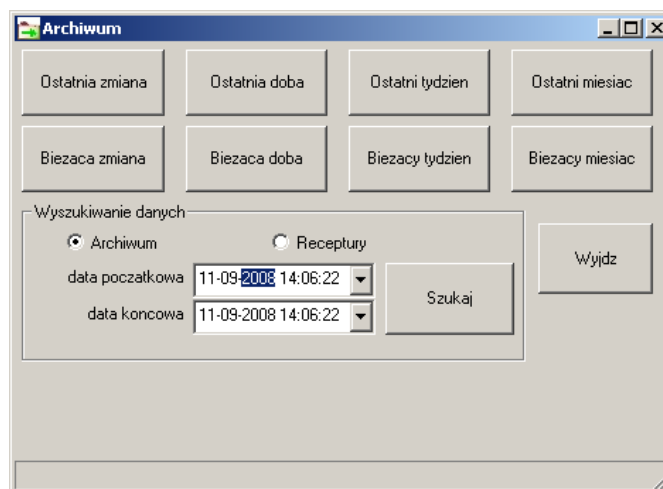 Archiwum
Ostatnia zmiana Ostatnia doba Ostatni tydzien Ostatni miesiac
Biezaca zmiana Biezaca doba Biezacy tydzien Biezacy miesiac
Wyszukiwanie danych
Archiwum Receptury
data poczatkowa 11-09-2008 14:06:22
data koncowa 11-09-2008 14:06:22
Szukaj
Wyjdz